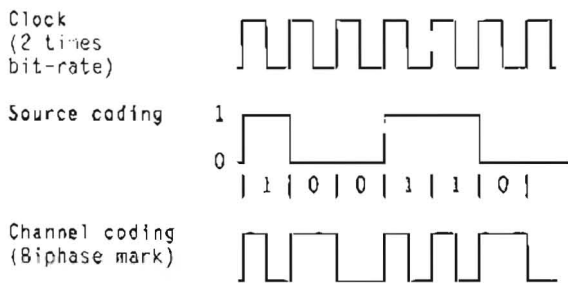 Clock
(2 times
bit-rate)
Source coding 1
0
1 0 0 1 1 0
Channel coding
(Biphase mark)